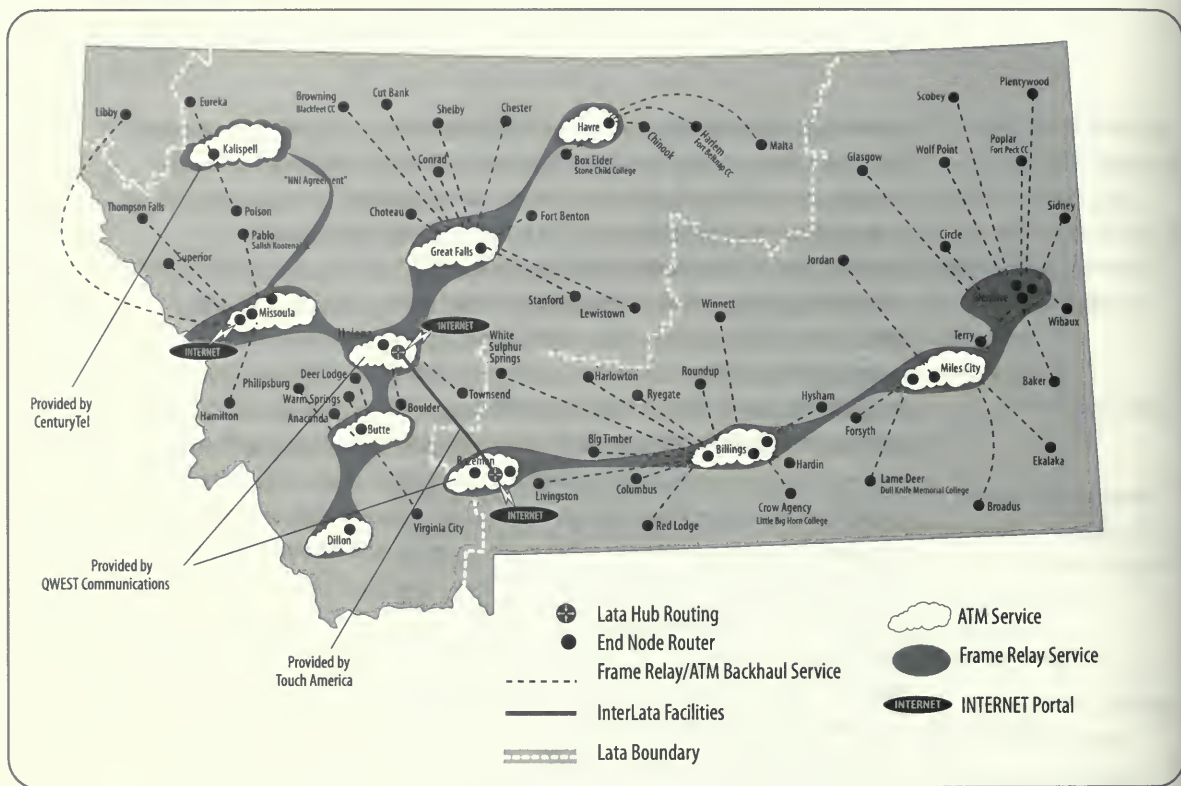 Plentywood
Scobey
Cut Bank
Browning
Blackfeet CC
Shelby
Chester
Eureka
Libby
Havre
Chinook
Harlem
Fort Belknap CC
Malta
Poplar
Fort Peck CC
Wolf Point
Glasgow
Kalispell
Box Elder
Stone Child College
Conrad
"NNI Agreement"
Thompson Falls
Poison
Choteau
Fort Benton
Sidney
Pablo
Salish Kootenai
Circle
Superior
Great Falls
Jordan
Stanford
Lewistown
Winnett
Missoula
Helena
INTERNET
White
Sulphur
Springs
Wibaux
Terry
INTERNET
Miles City
Deer Lodge
Philipsburg
Warm Springs
Harlowton
Roundup
Ryegate
Hysham
Baker
Townsend
Provided by
CenturyTel
Hamilton
Anaconda
Boulder
Butte
Big Timber
Billings
Forsyth
Bozeman
Hardin
Ekalaka
Livingston
Columbus
Lame Deer
Dull Knife Memorial College
Crow Agency
Little Big Horn College
Broadus
INTERNET
Red Lodge
Virginia City
Dillon
Provided by
QWEST Communications
Provided by
Touch America
Lata Hub Routing
End Node Router
Frame Relay/ATM Backhaul Service
InterLata Facilities
Lata Boundary
ATM Service
Frame Relay Service
INTERNET
INTERNET Portal